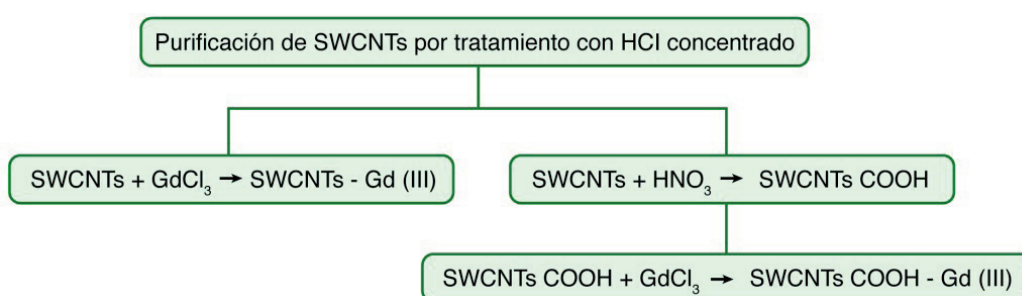 Purificación de SWCNTs por tratamiento con HCl concentrado
SWCNTs + GdCl₃ → SWCNTs - Gd (III)
SWCNTs + HNO₃ → SWCNTs COOH
SWCNTs COOH + GdCl₃ → SWCNTs COOH - Gd (III)